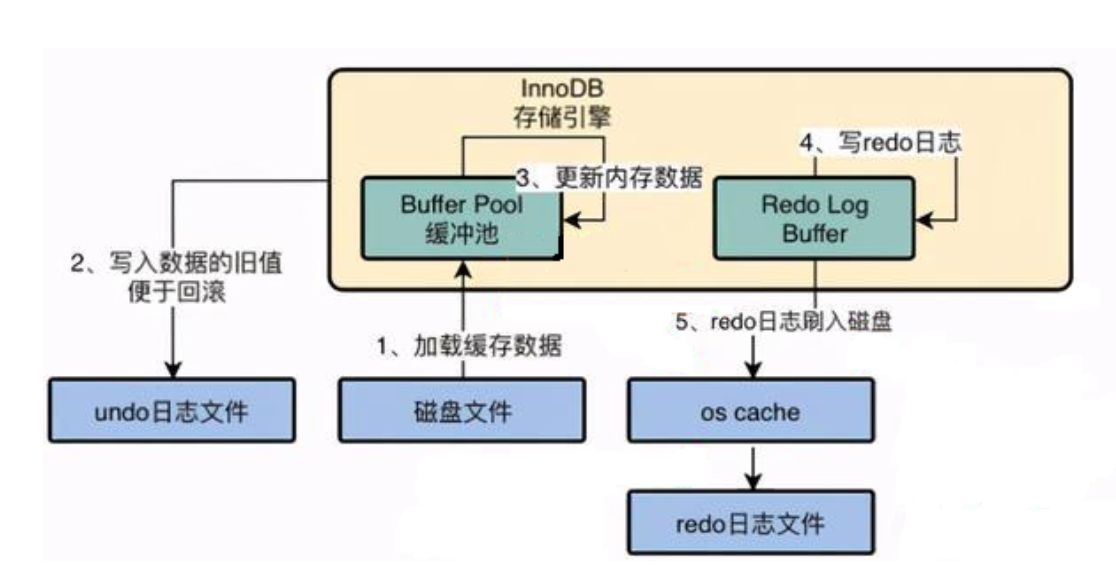 InnoDB
存储引擎
4、写redo日志
3、更新内存数据
Buffer Pool
缓冲池
Redo Log
Buffer
2、写入数据的旧值
便于回滚
5、redo日志刷入磁盘
1、加载缓存数据
undo日志文件
磁盘文件
os cache
redo日志文件